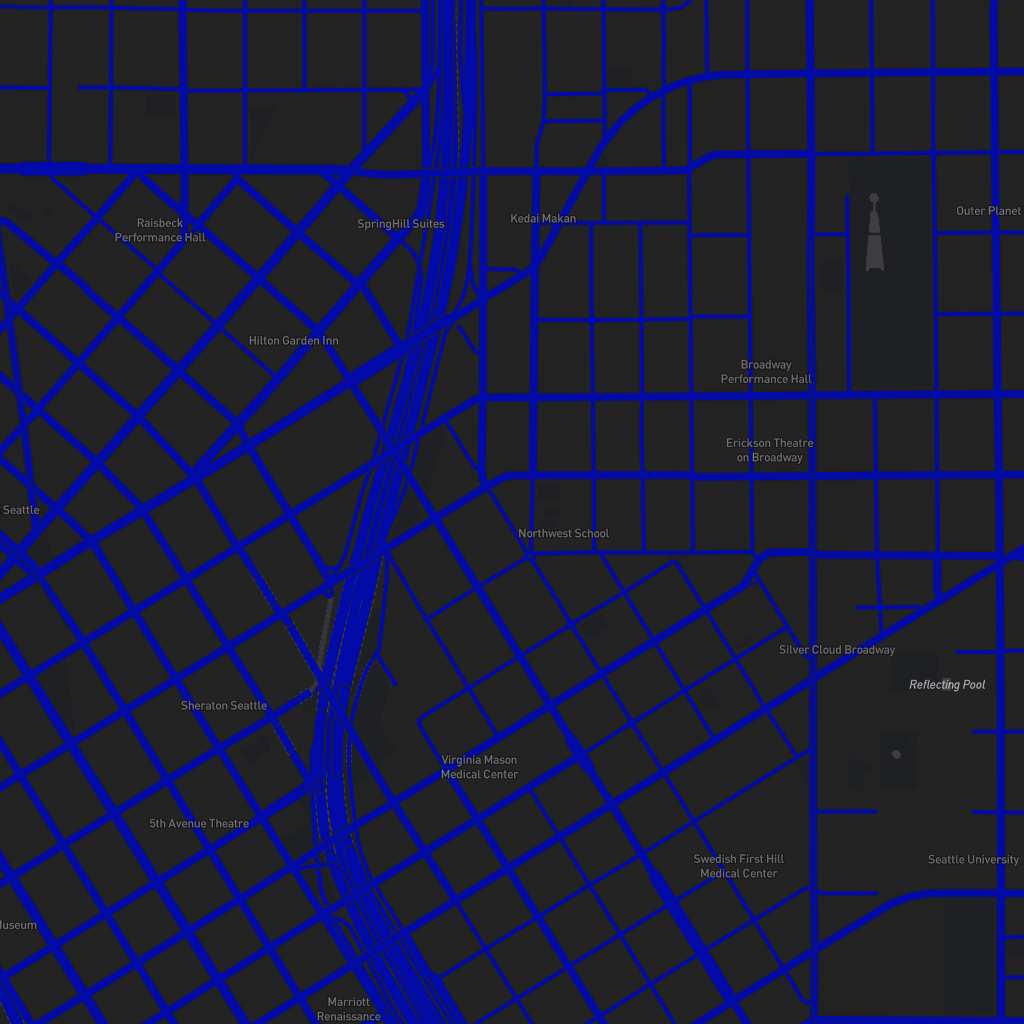 Outer Planet
Kedai Makan
Raisbeck
Performance Hall
SpringHill Suites
Hilton Garden Inn
Broadway
Performance Hall
Erickson Theatre
on Broadway
Seattle
Northwest School
Silver Cloud Broadway
Reflecting Pool
Sheraton Seattle
Virginia Mason
Medical Center
5th Avenue Theatre
Swedish First Hill
Medical Center
Seattle University
Museum
Marriott
Renaissance